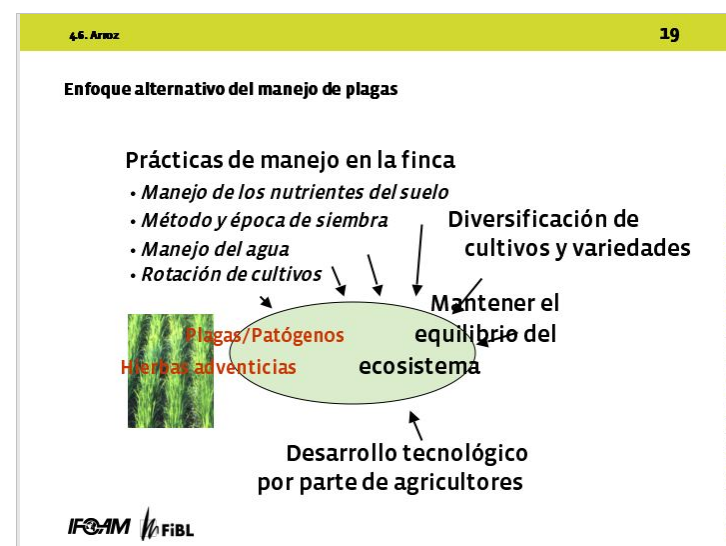 4.6. Arroz
19
Enfoque alternativo del manejo de plagas
Prácticas de manejo en la finca
• Manejo de los nutrientes del suelo
• Método y época de siembra
• Manejo del agua
• Rotación de cultivos
Diversificación de
cultivos y variedades
Mantener el
equilibrio del
ecosistema
Plagas/Patógenos
Hierbas adventicias
Desarrollo tecnológico
por parte de agricultores
IFOAM
FiBL